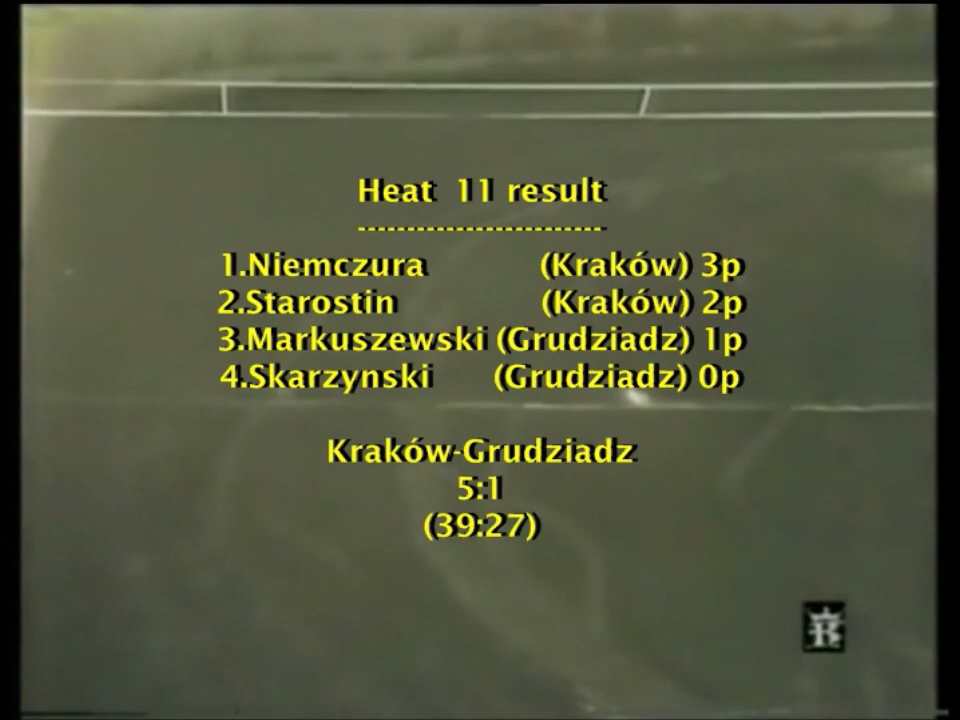 Heat 11 result
-------------------------
1.Niemczura (Kraków) 3p
2.Starostin (Kraków) 2p
3.Markuszewski (Grudziadz) 1p
4.Skarzynski (Grudziadz) 0p
Kraków-Grudziadz
5:1
(39:27)